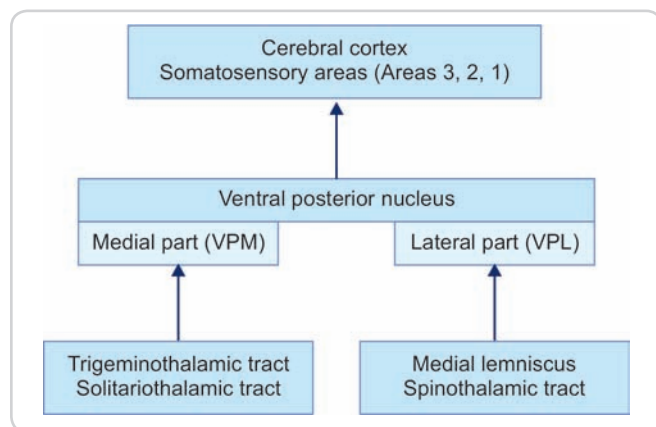 Cerebral cortex
Somatosensory areas (Areas 3, 2, 1)
Ventral posterior nucleus
Medial part (VPM)
Lateral part (VPL)
Trigeminothalamic tract
Solitariothalamic tract
Medial lemniscus
Spinothalamic tract